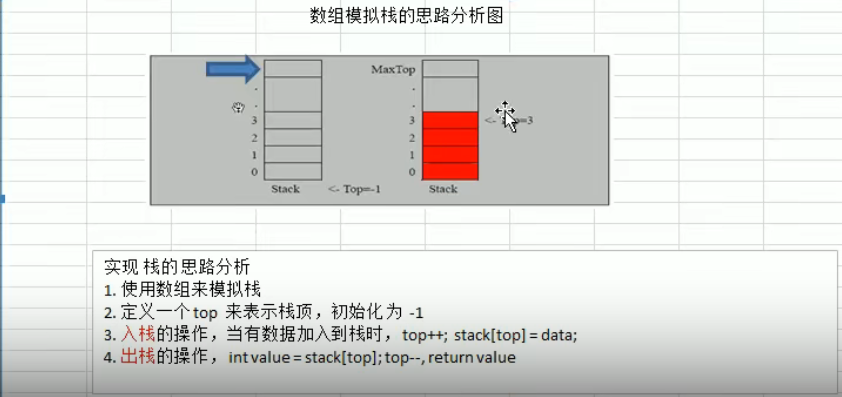 数组模拟栈的思路分析图
MaxTop
3
3
<- Top=3
2
2
1
1
0
0
Stack
<- Top=-1
Stack
实现 栈的思路分析
1. 使用数组来模拟栈
2. 定义一个 top 来表示栈顶，初始化为 -1
3. 入栈的操作，当有数据加入到栈时，top++; stack[top] = data;
4. 出栈的操作，int value = stack[top]; top--, return value